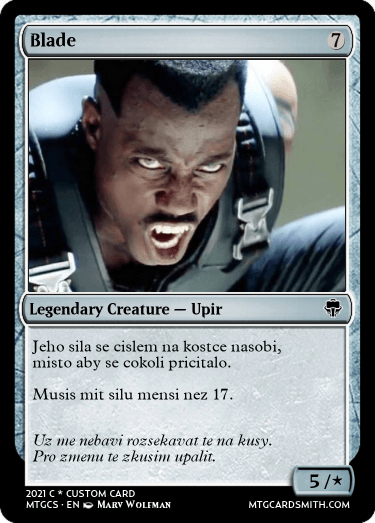 Blade 7
Legendary Creature — Upir
Jeho sila se cislem na kostce nasobi,
misto aby se cokoli pricitalo.
Musis mit silu mensi nez 17.
Uz me nebavi rozsekavat te na kusy.
Pro zmenu te zkusim upalit.
5/★
2021 C * CUSTOM CARD
MTGCS • EN Marv Wolfman
MTGCARDSMITH.COM